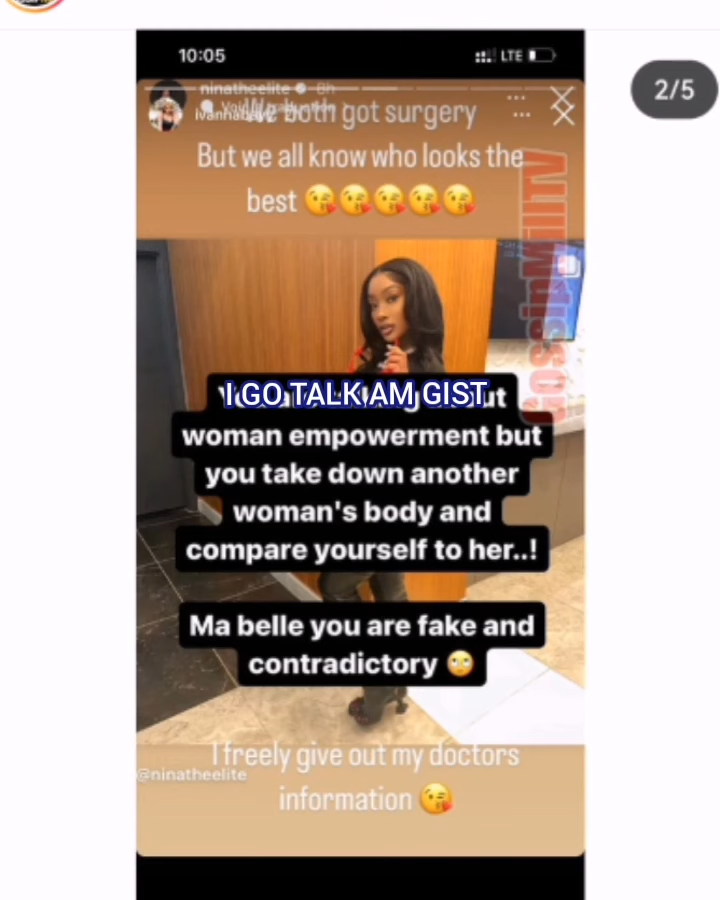 10:05
LTE
2/5
ninatheelite 8h
both got surgery
But we all know who looks the
best 😘😘😘😘😘
GossipMillTV
I GO TALK AM GIST
woman empowerment but
you take down another
woman's body and
compare yourself to her..!
Ma belle you are fake and
contradictory 🙄
I freely give out my doctors
@ninatheelite
information 😘